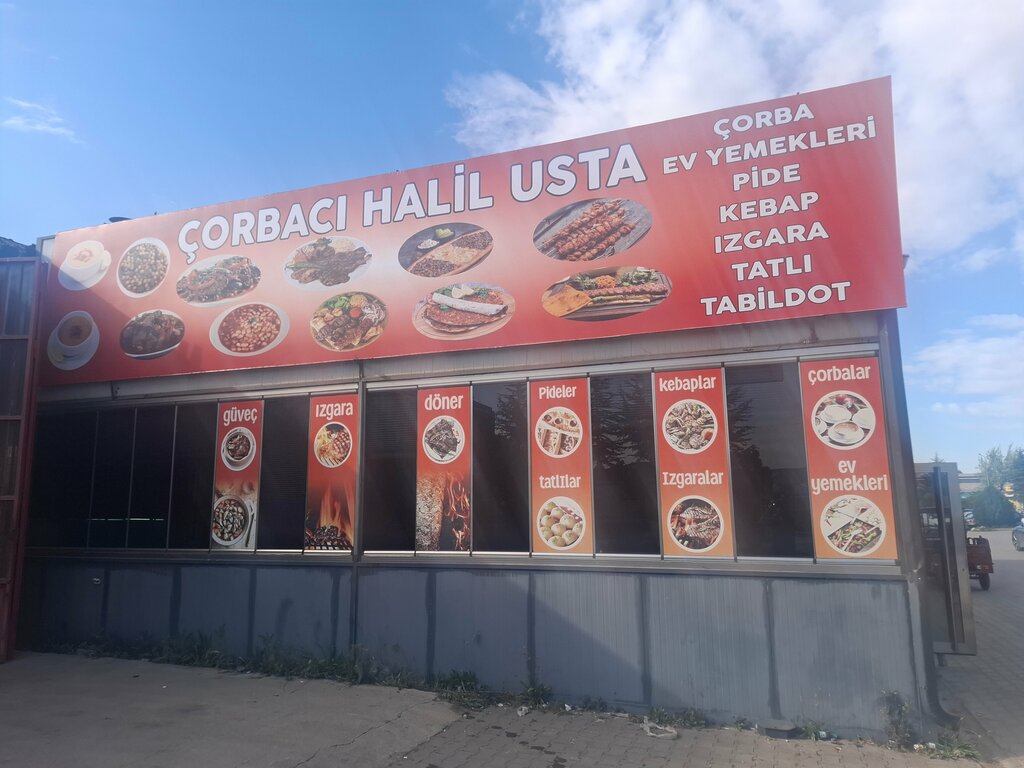 ÇORBACI HALİL USTA
ÇORBA
EV YEMEKLERİ
PİDE
KEBAP
IZGARA
TATLI
TABİLDOT
güveç
ızgara
döner
Pideler
tatlIlar
kebaplar
Izgaralar
çorbalar
ev
yemekleri